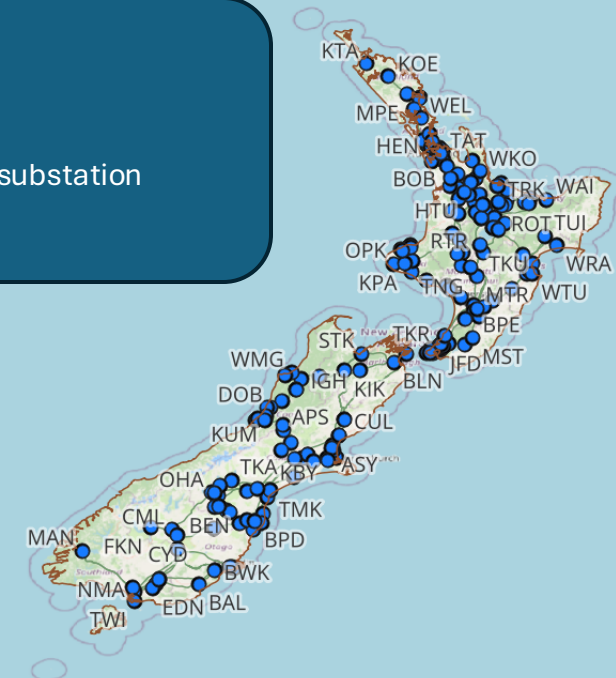 KTA
KOE
substation
MPE
WEL
HEN
TAT
WKO
BOB
TRK
WAI
HTU
ROT
TUI
RTR
OPK
TKU
WRA
KPA
TNG
MTR
WTU
BPE
STK
TKR
WMG
JFD
MST
IGH
KIK
BLN
DOB
APS
CUL
KUM
TKA
KBY
ASY
OHA
TMK
CML
BEN
MAN
FKN
CYD
BPD
Otago
BWK
NMA
EDN
BAL
TWI